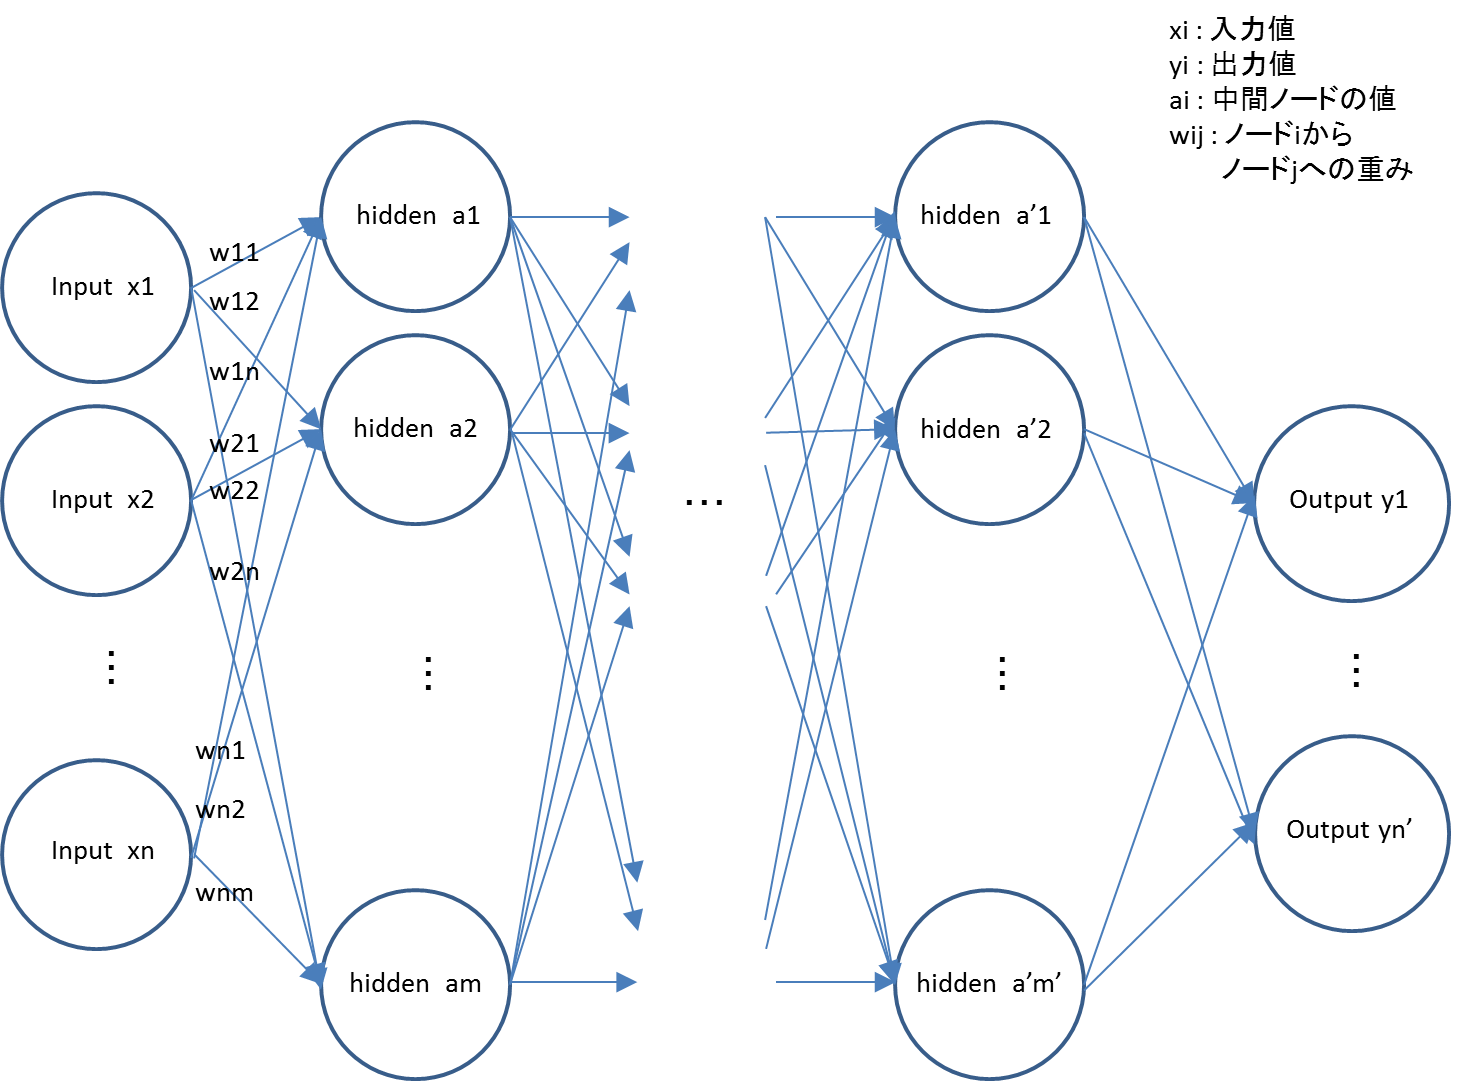 xi : 入力値
yi : 出力値
ai : 中間ノードの値
wij : ノードiから
ノードjへの重み
Input x1
Input x2
⋮
Input xn
w11
w12
w1n
w21
w22
w2n
wn1
wn2
wnm
hidden a1
hidden a2
⋮
hidden am
…
hidden a’1
hidden a’2
⋮
hidden a’m’
Output y1
⋮
Output yn’